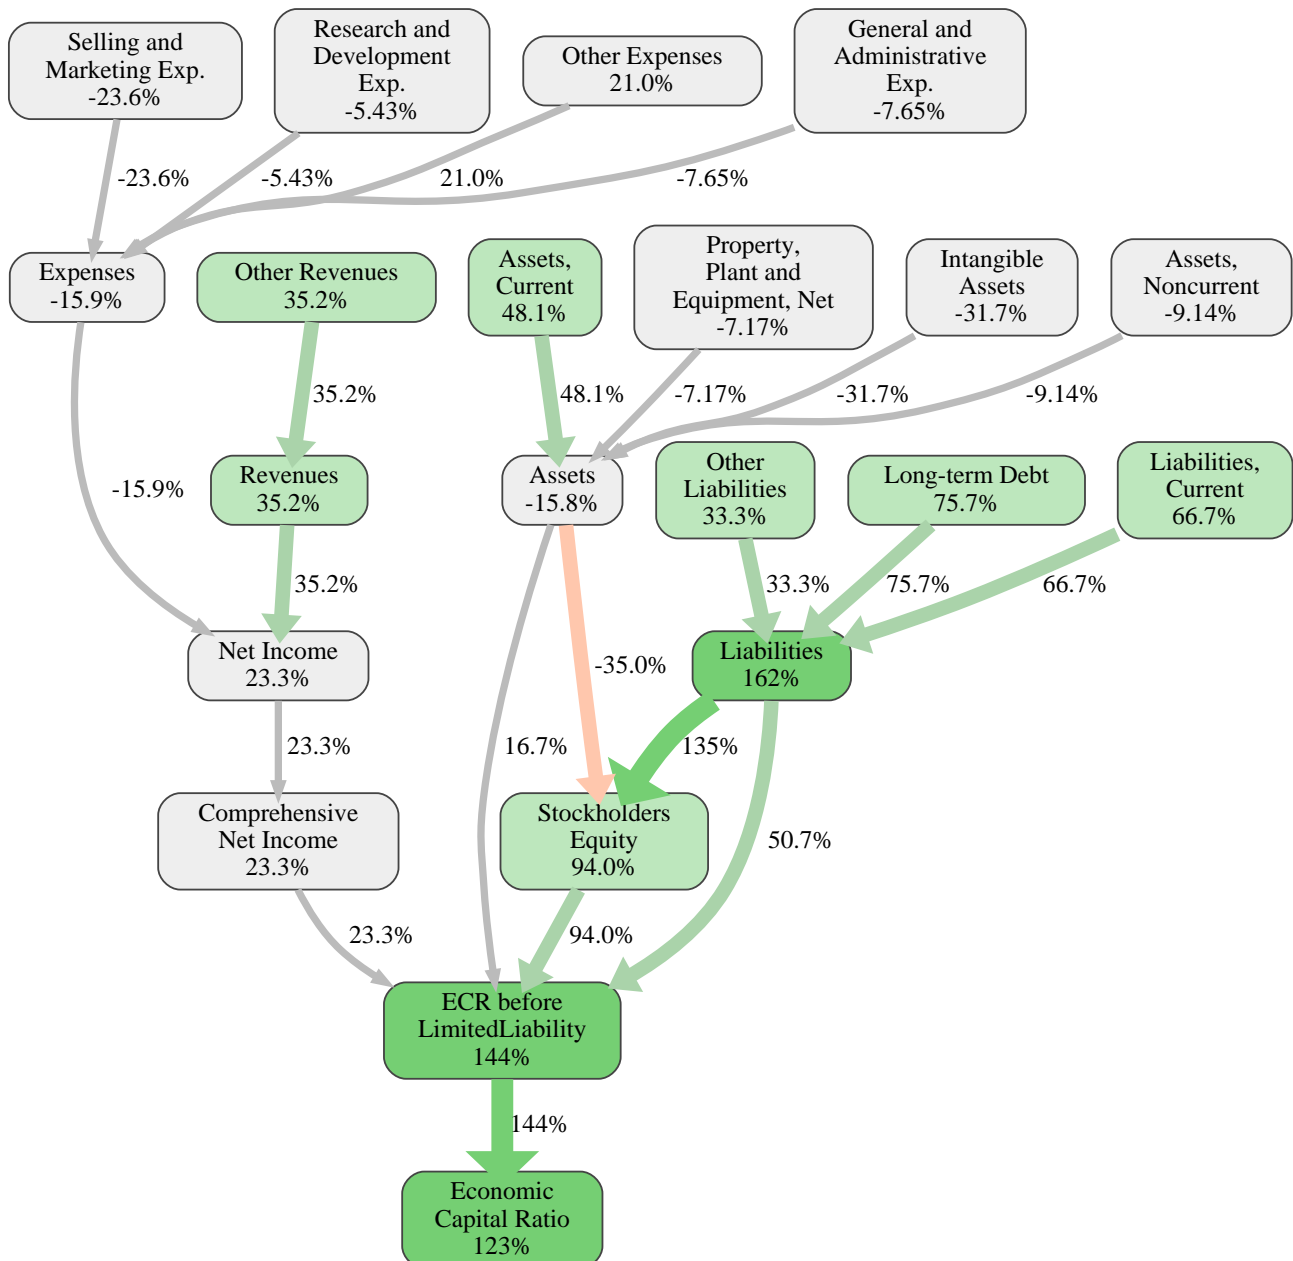 Selling and
Marketing Exp.
-23.6%
Research and
Development
Exp.
-5.43%
Other Expenses
21.0%
General and
Administrative
Exp.
-7.65%
-23.6%
-5.43%
21.0%
-7.65%
Expenses
-15.9%
Other Revenues
35.2%
Assets,
Current
48.1%
Property,
Plant and
Equipment, Net
-7.17%
Intangible
Assets
-31.7%
Assets,
Noncurrent
-9.14%
35.2%
48.1%
-7.17%
-31.7%
-9.14%
-15.9%
Revenues
35.2%
Assets
-15.8%
Other
Liabilities
33.3%
Long-term Debt
75.7%
Liabilities,
Current
66.7%
35.2%
33.3%
75.7%
66.7%
Net Income
23.3%
-35.0%
Liabilities
162%
23.3%
16.7%
135%
Comprehensive
Net Income
23.3%
Stockholders
Equity
94.0%
50.7%
23.3%
94.0%
ECR before
LimitedLiability
144%
144%
Economic
Capital Ratio
123%